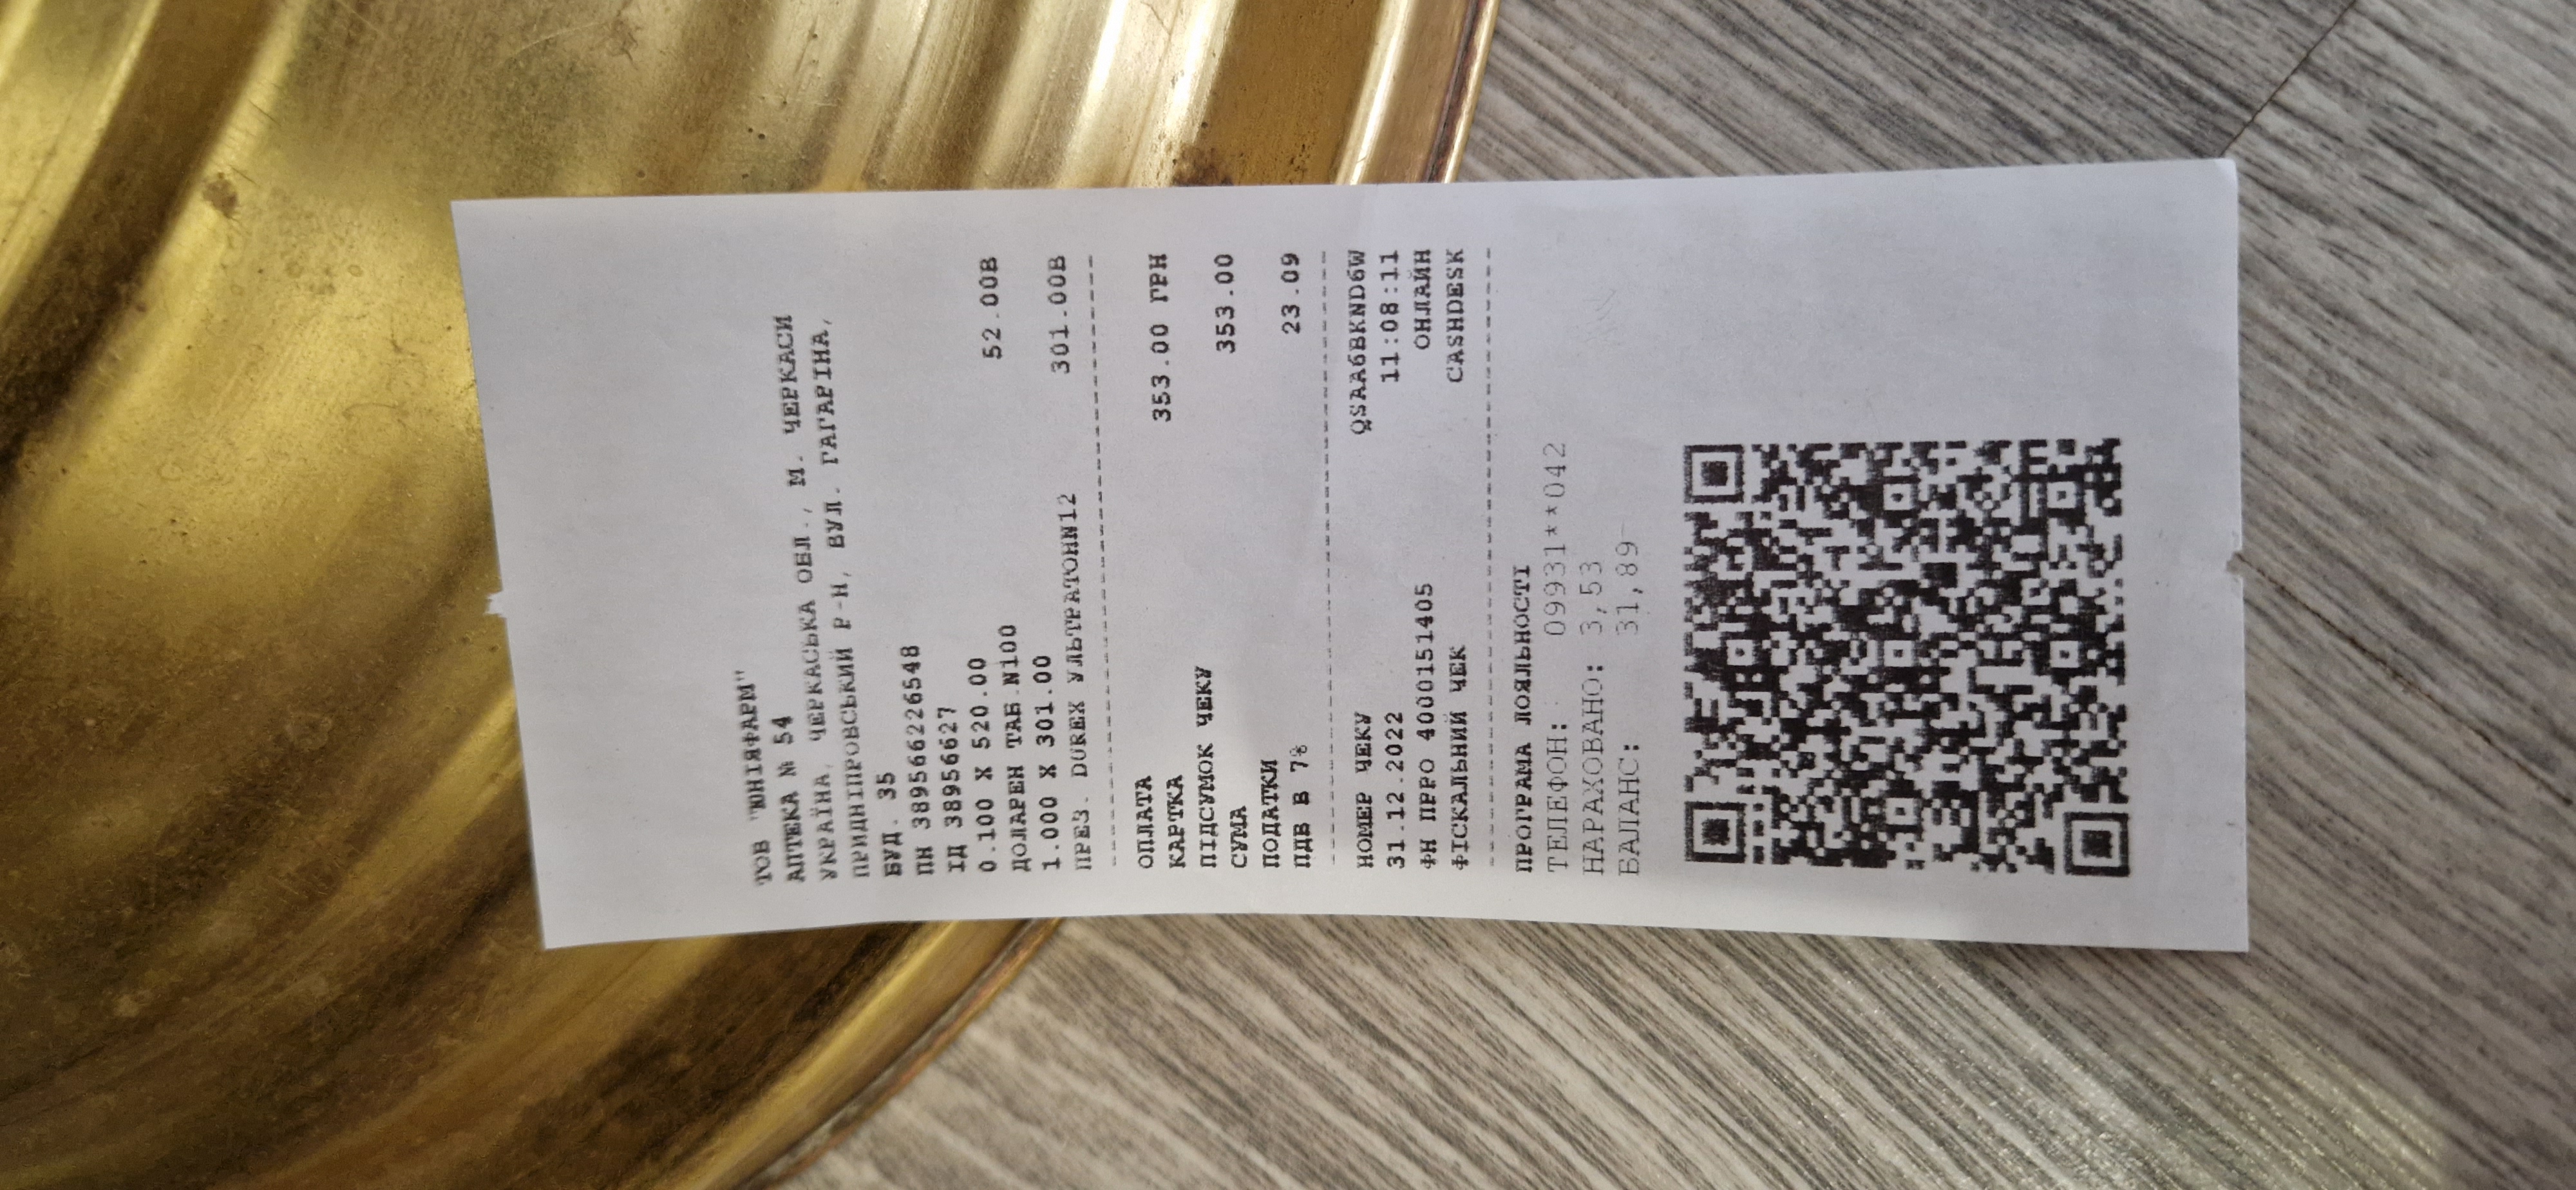 ТОВ "ЮНІЯФАРМ"
АПТЕКА № 54
УКРАЇНА, ЧЕРКАСЬКА ОБЛ., М. ЧЕРКАСИ
ПРИДНІПРОВСЬКИЙ Р-Н, ВУЛ. ГАГАРІНА,
БУД. 35
ПН 389566226548
ІД 38956627
0.100 X 520.00 52.00В
ДОЛАРЕН ТАБ.N100
1.000 X 301.00 301.00В
ПРЕЗ. DUREX УЛЬТРАТОНN12
ОПЛАТА
КАРТКА 353.00 ГРН
ПІДСУМОК ЧЕКУ
СУМА 353.00
ПОДАТКИ
ПДВ В 7% 23.09
НОМЕР ЧЕКУ QSAA6BKND6W
31.12.2022 11:08:11
ФН ПРРО 4000151405 ОНЛАЙН
ФІСКАЛЬНИЙ ЧЕК CASHDESK
ПРОГРАМА ЛОЯЛЬНОСТІ
ТЕЛЕФОН: 09931**042
НАРАХОВАНО: 3,53
БАЛАНС: 31,89